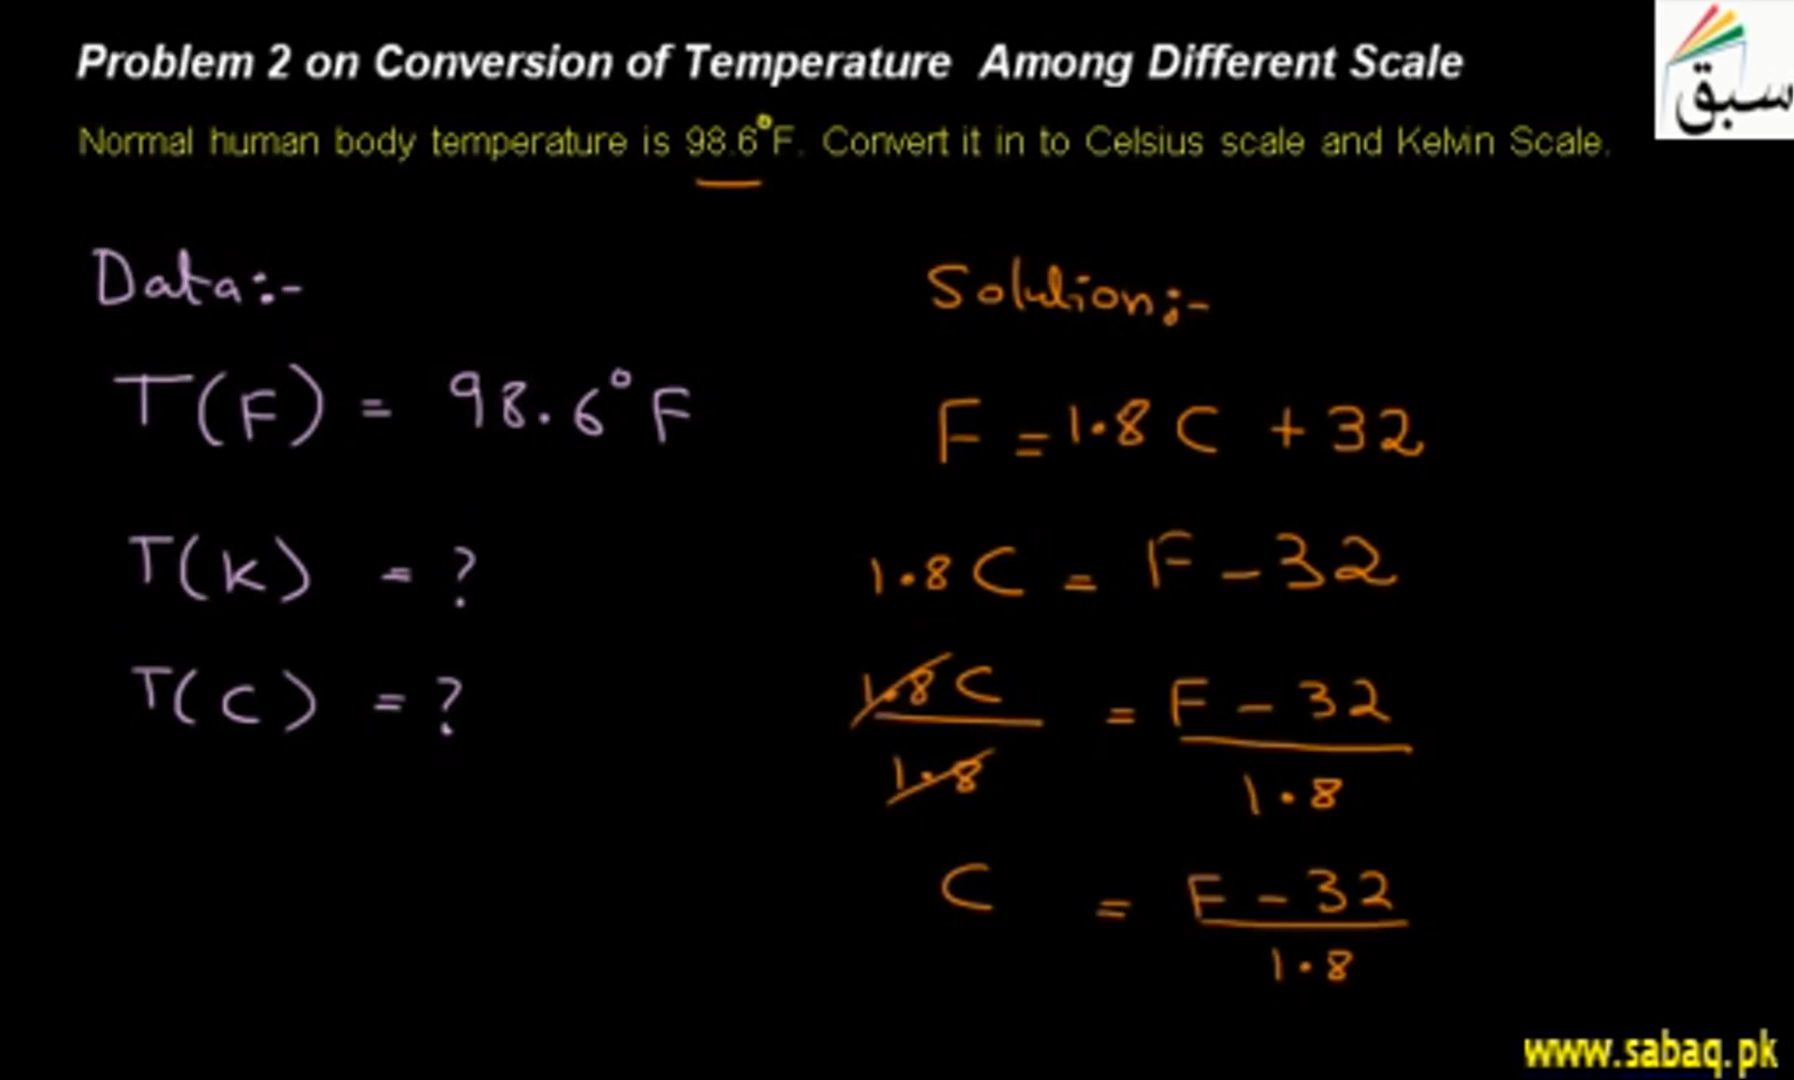 Problem 2 on Conversion of Temperature Among Different Scale
سبق
Normal human body temperature is 98.6°F. Convert it in to Celsius scale and Kelvin Scale.
Data:-
T(F) = 98.6°F
T(K) = ?
T(C) = ?
Solution;-
F = 1.8 C + 32
1.8 C = F - 32
1.8 C / 1.8 = F - 32 / 1.8
C = F - 32 / 1.8
www.sabaq.pk